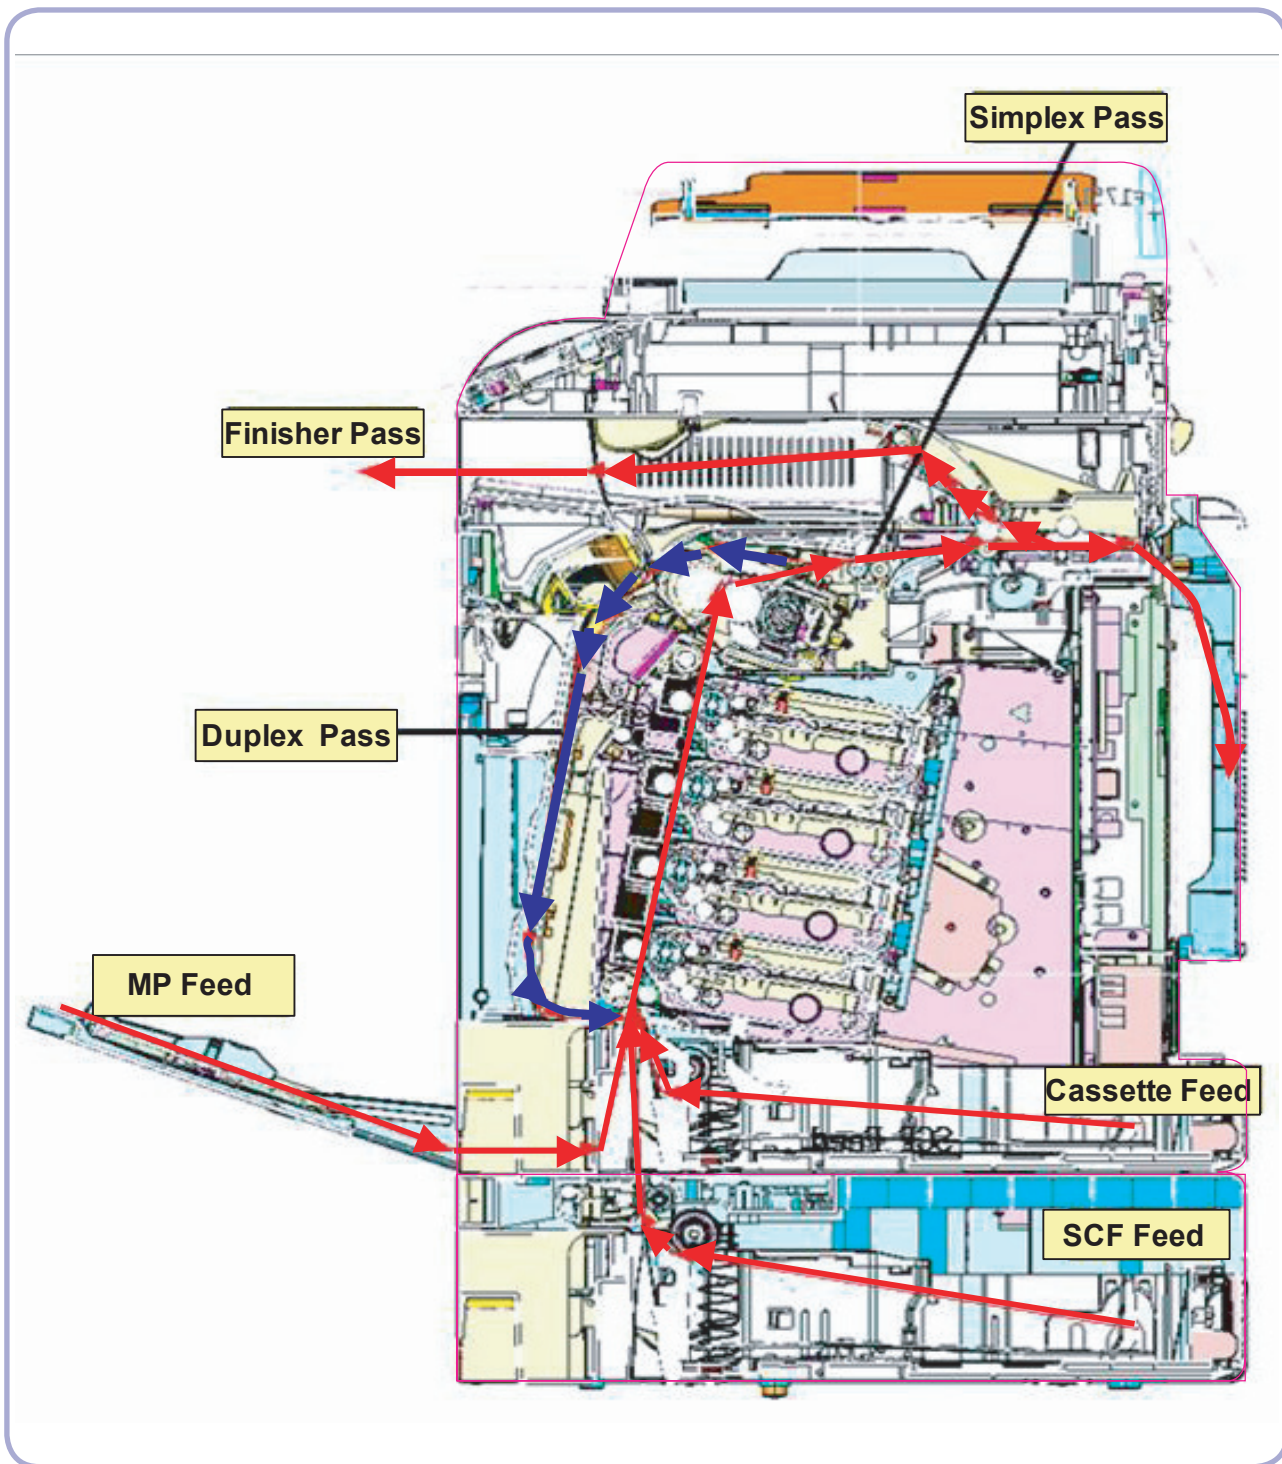 Simplex Pass
Finisher Pass
Duplex Pass
MP Feed
Cassette Feed
SCF Feed